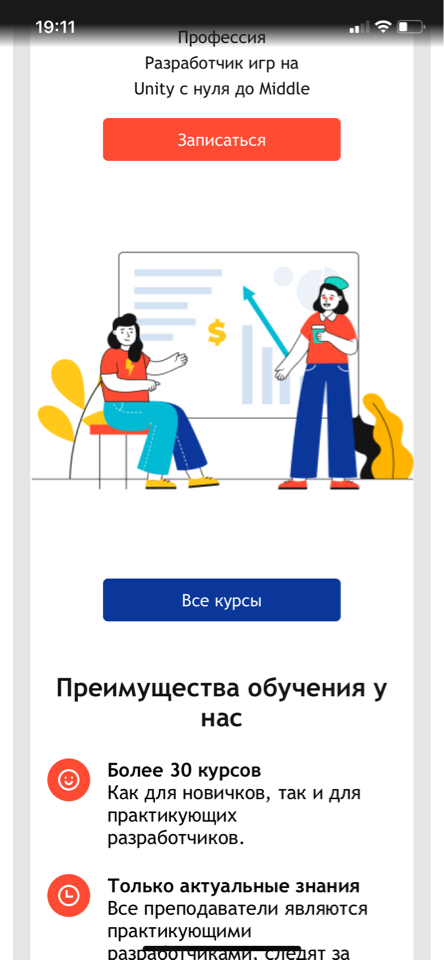 19:11
Профессия
Разработчик игр на
Unity с нуля до Middle
Записаться
$
Все курсы
Преимущества обучения у
нас
Более 30 курсов
Как для новичков, так и для
практикующих
разработчиков.
Только актуальные знания
Все преподаватели являются
практикующими
разработчиками, следят за